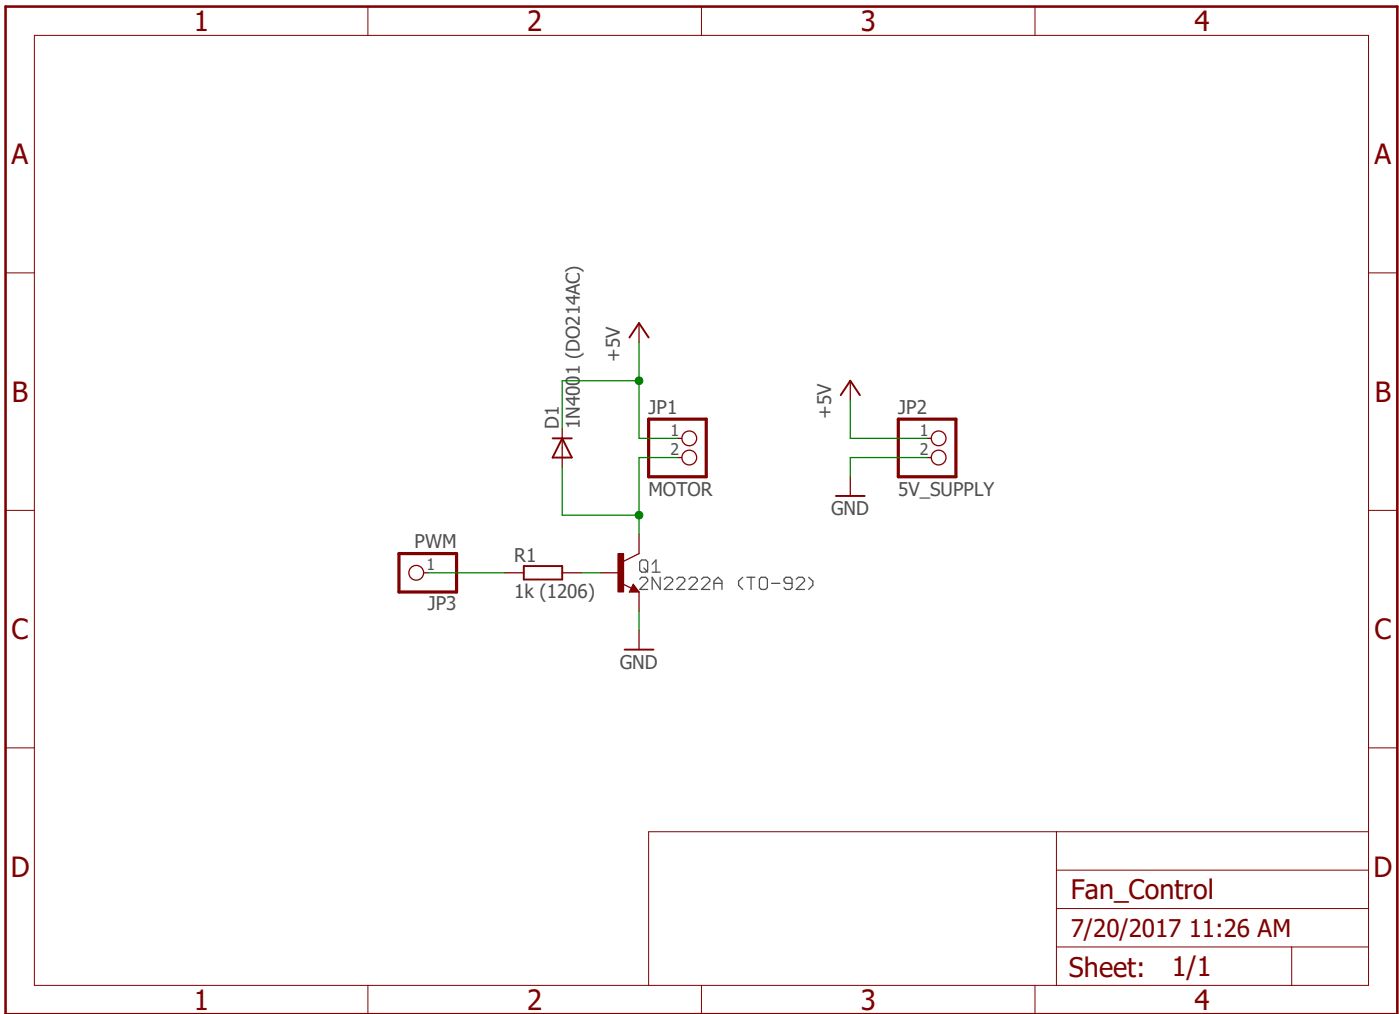 1 2 3 4
A A
1N4001 (DO214AC)
+5V
B B
+5V
D1
JP1
JP2
1
1
2
2
MOTOR
5V_SUPPLY
GND
PWM
R1
1
Q1
2N2222A (TO-92)
1k (1206)
JP3
C C
GND
D D
Fan_Control
7/20/2017 11:26 AM
Sheet: 1/1
1 2 3 4